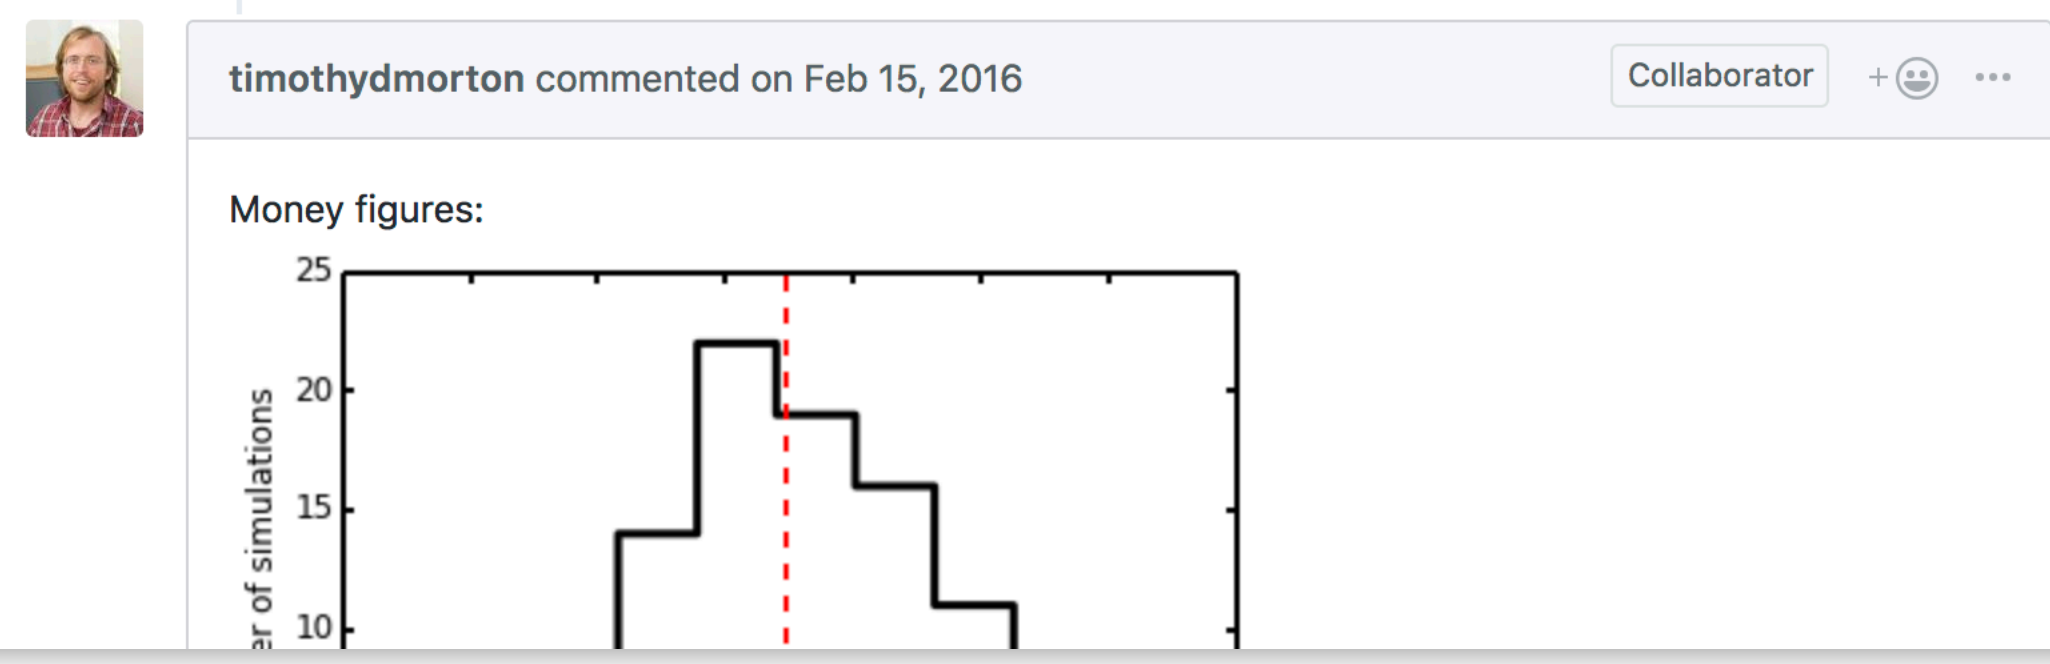 timothydmorton commented on Feb 15, 2016
Collaborator
Money figures:
25
20
15
10
er of simulations